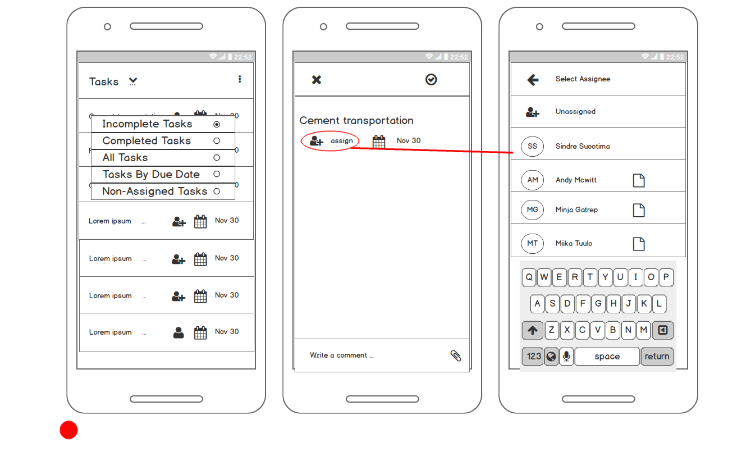 22:52
Tasks
Nov 30
Incomplete Tasks
Completed Tasks
All Tasks
Tasks By Due Date
Non-Assigned Tasks
Lorem ipsum ... Nov 30
Lorem ipsum ... Nov 30
Lorem ipsum ... Nov 30
Lorem ipsum ... Nov 30
22:52
Cement transportation
assign Nov 30
Write a comment ...
22:52
Select Assignee
Unassigned
SS Sindre Suootima
AM Andy Mcwitt
MG Minja Gatrep
MT Miika Tuulo
Q W E R T Y U I O P
A S D F G H J K L
Z X C V B N M
123 space return